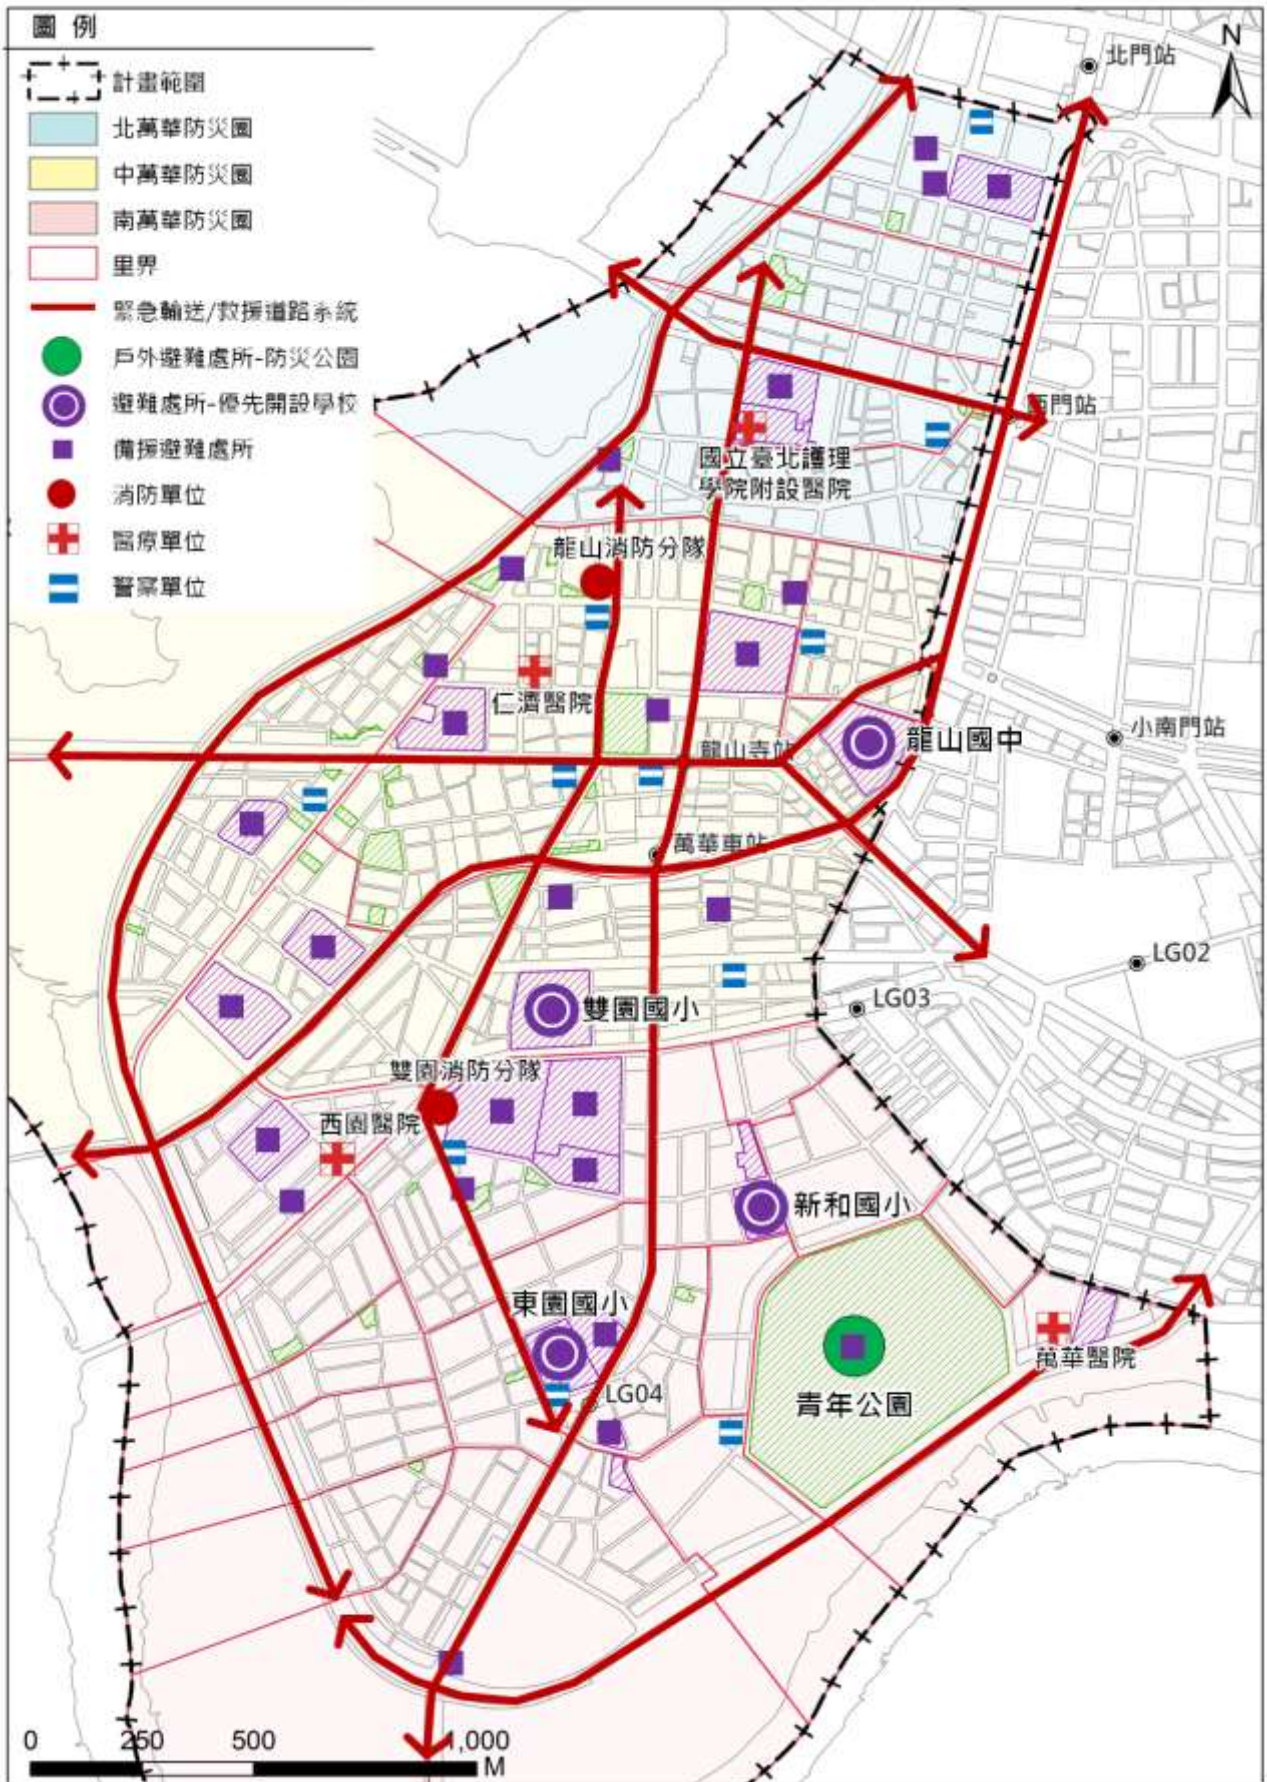 圖例
計畫範圍
北萬華防災圈
中萬華防災圈
南萬華防災圈
里界
緊急輸送/救援道路系統
戶外避難處所-防災公園
避難處所-優先開設學校
備援避難處所
消防單位
醫療單位
警察單位
N
北門站
西門站
國立臺北護理
學院附設醫院
龍山消防分隊
仁濟醫院
龍山寺站
龍山國中
小南門站
萬華車站
LG02
LG03
雙園國小
雙園消防分隊
西園醫院
新和國小
東園國小
萬華醫院
LG04
青年公園
0 250 500 1,000
M